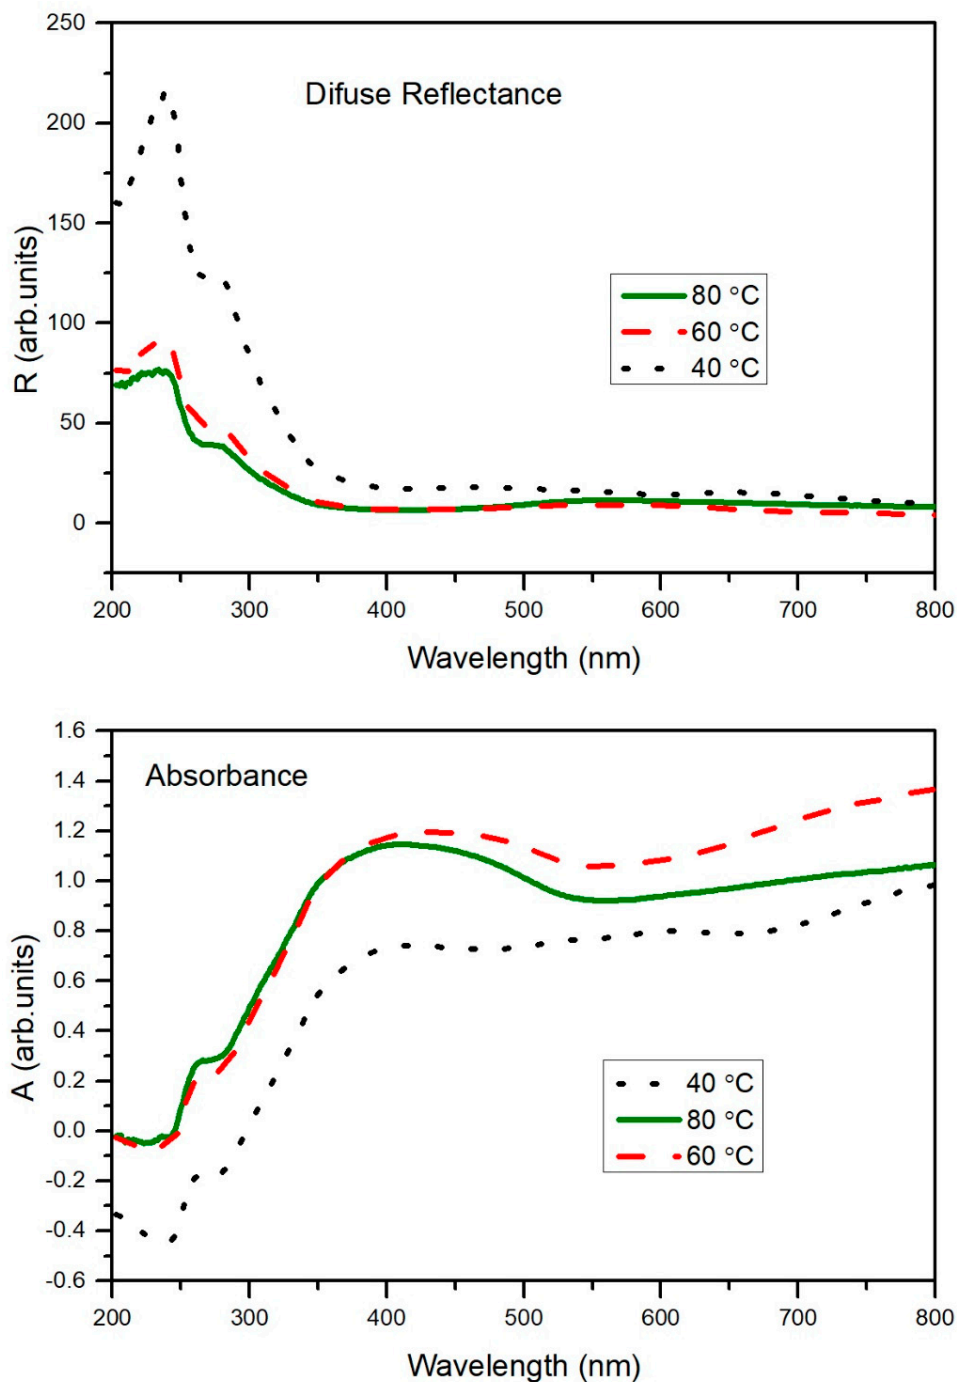 250
Difuse Reflectance
200
150
R (arb.units)
100
80 °C
60 °C
40 °C
50
0
200 300 400 500 600 700 800
Wavelength (nm)
1.6
Absorbance
1.4
1.2
1.0
0.8
A (arb.units)
0.6
0.4
0.2
0.0
-0.2
-0.4
-0.6
40 °C
80 °C
60 °C
200 300 400 500 600 700 800
Wavelength (nm)